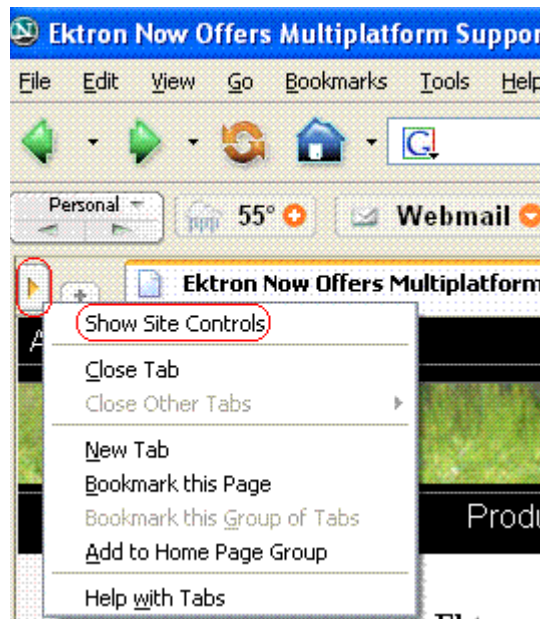 Ektron Now Offers Multiplatform Suppor
File Edit View Go Bookmarks Tools Help
Personal 55° Webmail
Ektron Now Offers Multiplatform
Show Site Controls
Close Tab
Close Other Tabs
New Tab
Bookmark this Page
Bookmark this Group of Tabs
Produ
Add to Home Page Group
Help with Tabs